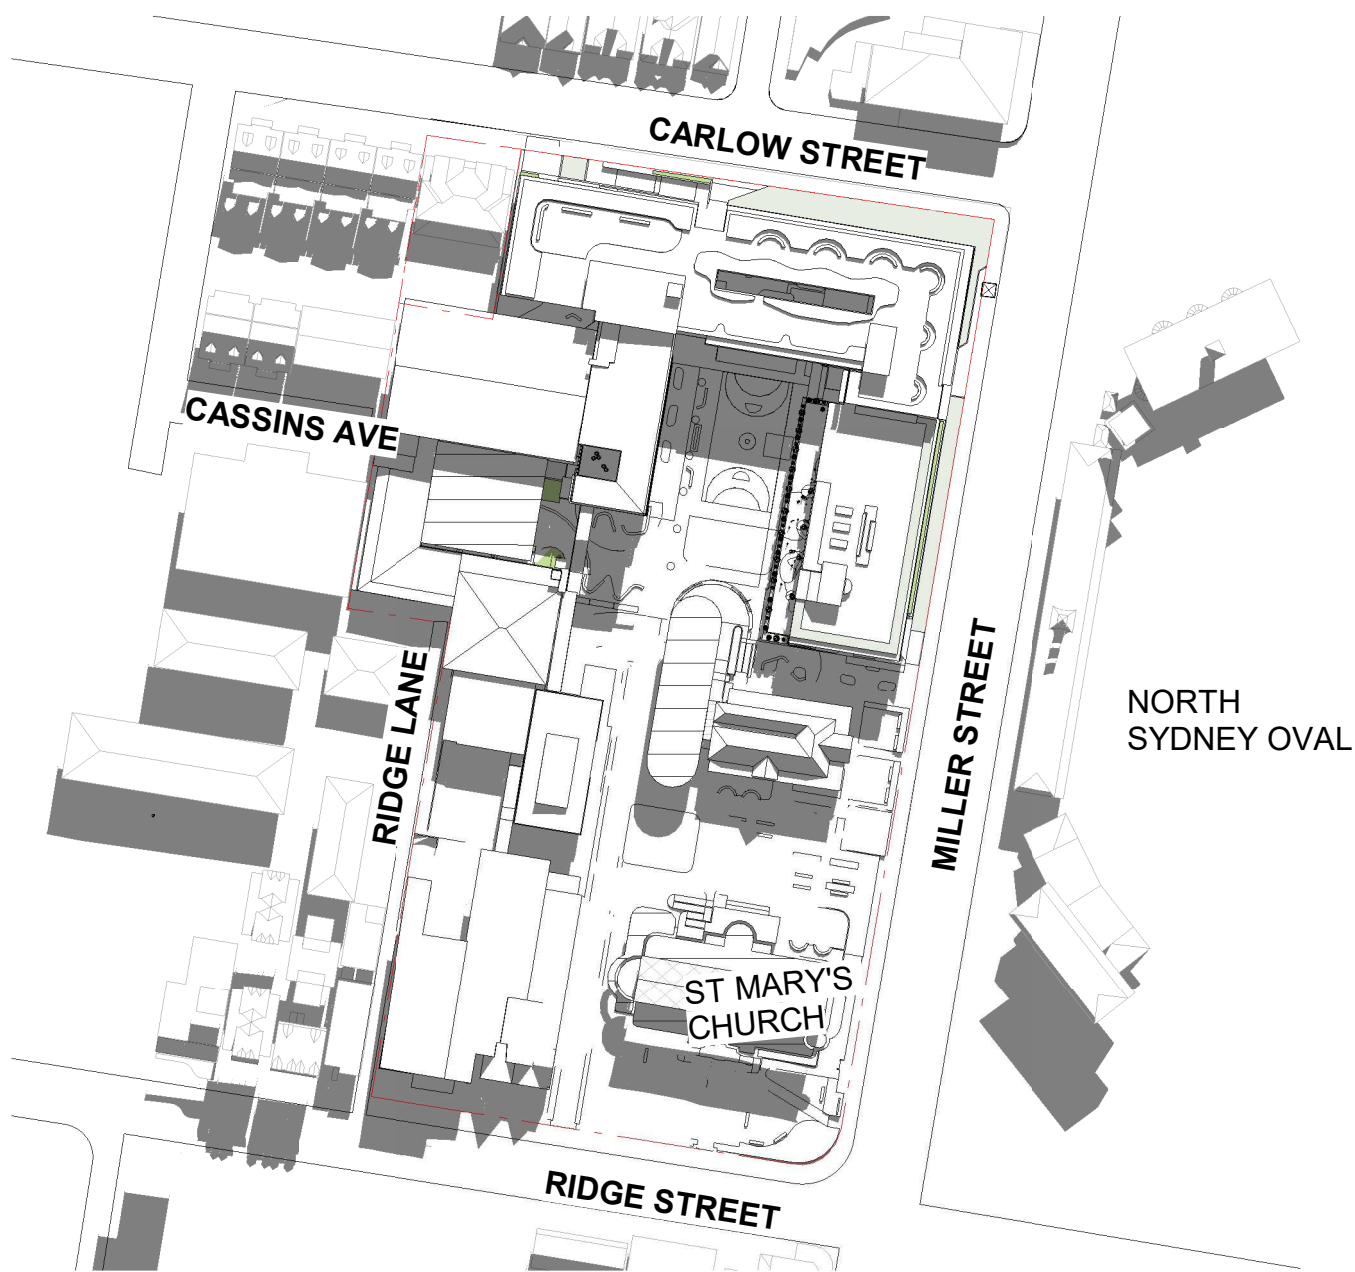 CARLOW STREET
CASSINS AVE
RIDGE LANE
MILLER STREET
NORTH
SYDNEY OVAL
ST MARY'S
CHURCH
RIDGE STREET